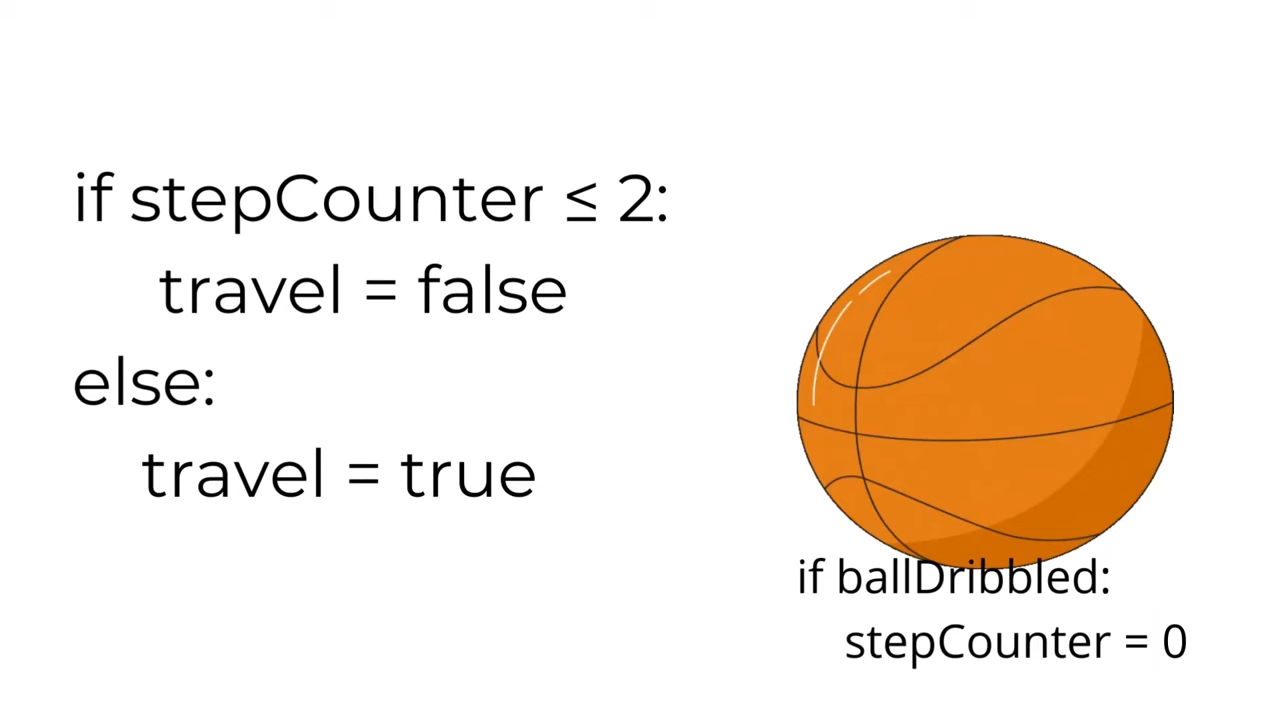 if stepCounter ≤ 2:
travel = false
else:
travel = true
if ballDribbled:
stepCounter = 0